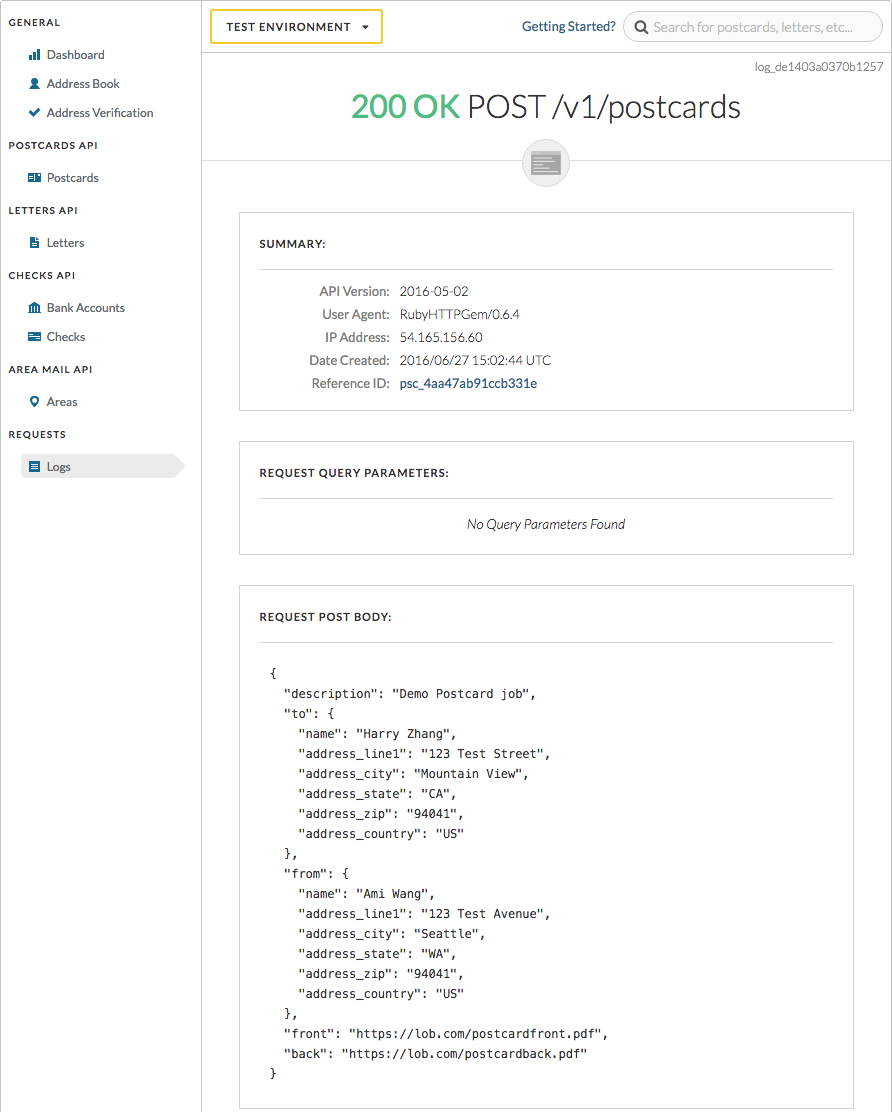 GENERAL
Dashboard
Address Book
Address Verification
POSTCARDS API
Postcards
LETTERS API
Letters
CHECKS API
Bank Accounts
Checks
AREA MAIL API
Areas
REQUESTS
Logs
TEST ENVIRONMENT
Getting Started?
Search for postcards, letters, etc...
log_de1403a0370b1257
200 OK POST /v1/postcards
SUMMARY:
API Version: 2016-05-02
User Agent: RubyHTTPGem/0.6.4
IP Address: 54.165.156.60
Date Created: 2016/06/27 15:02:44 UTC
Reference ID: psc_4aa47ab91ccb331e
REQUEST QUERY PARAMETERS:
No Query Parameters Found
REQUEST POST BODY:
{
  "description": "Demo Postcard job",
  "to": {
    "name": "Harry Zhang",
    "address_line1": "123 Test Street",
    "address_city": "Mountain View",
    "address_state": "CA",
    "address_zip": "94041",
    "address_country": "US"
  },
  "from": {
    "name": "Ami Wang",
    "address_line1": "123 Test Avenue",
    "address_city": "Seattle",
    "address_state": "WA",
    "address_zip": "94041",
    "address_country": "US"
  },
  "front": "https://lob.com/postcardfront.pdf",
  "back": "https://lob.com/postcardback.pdf"
}